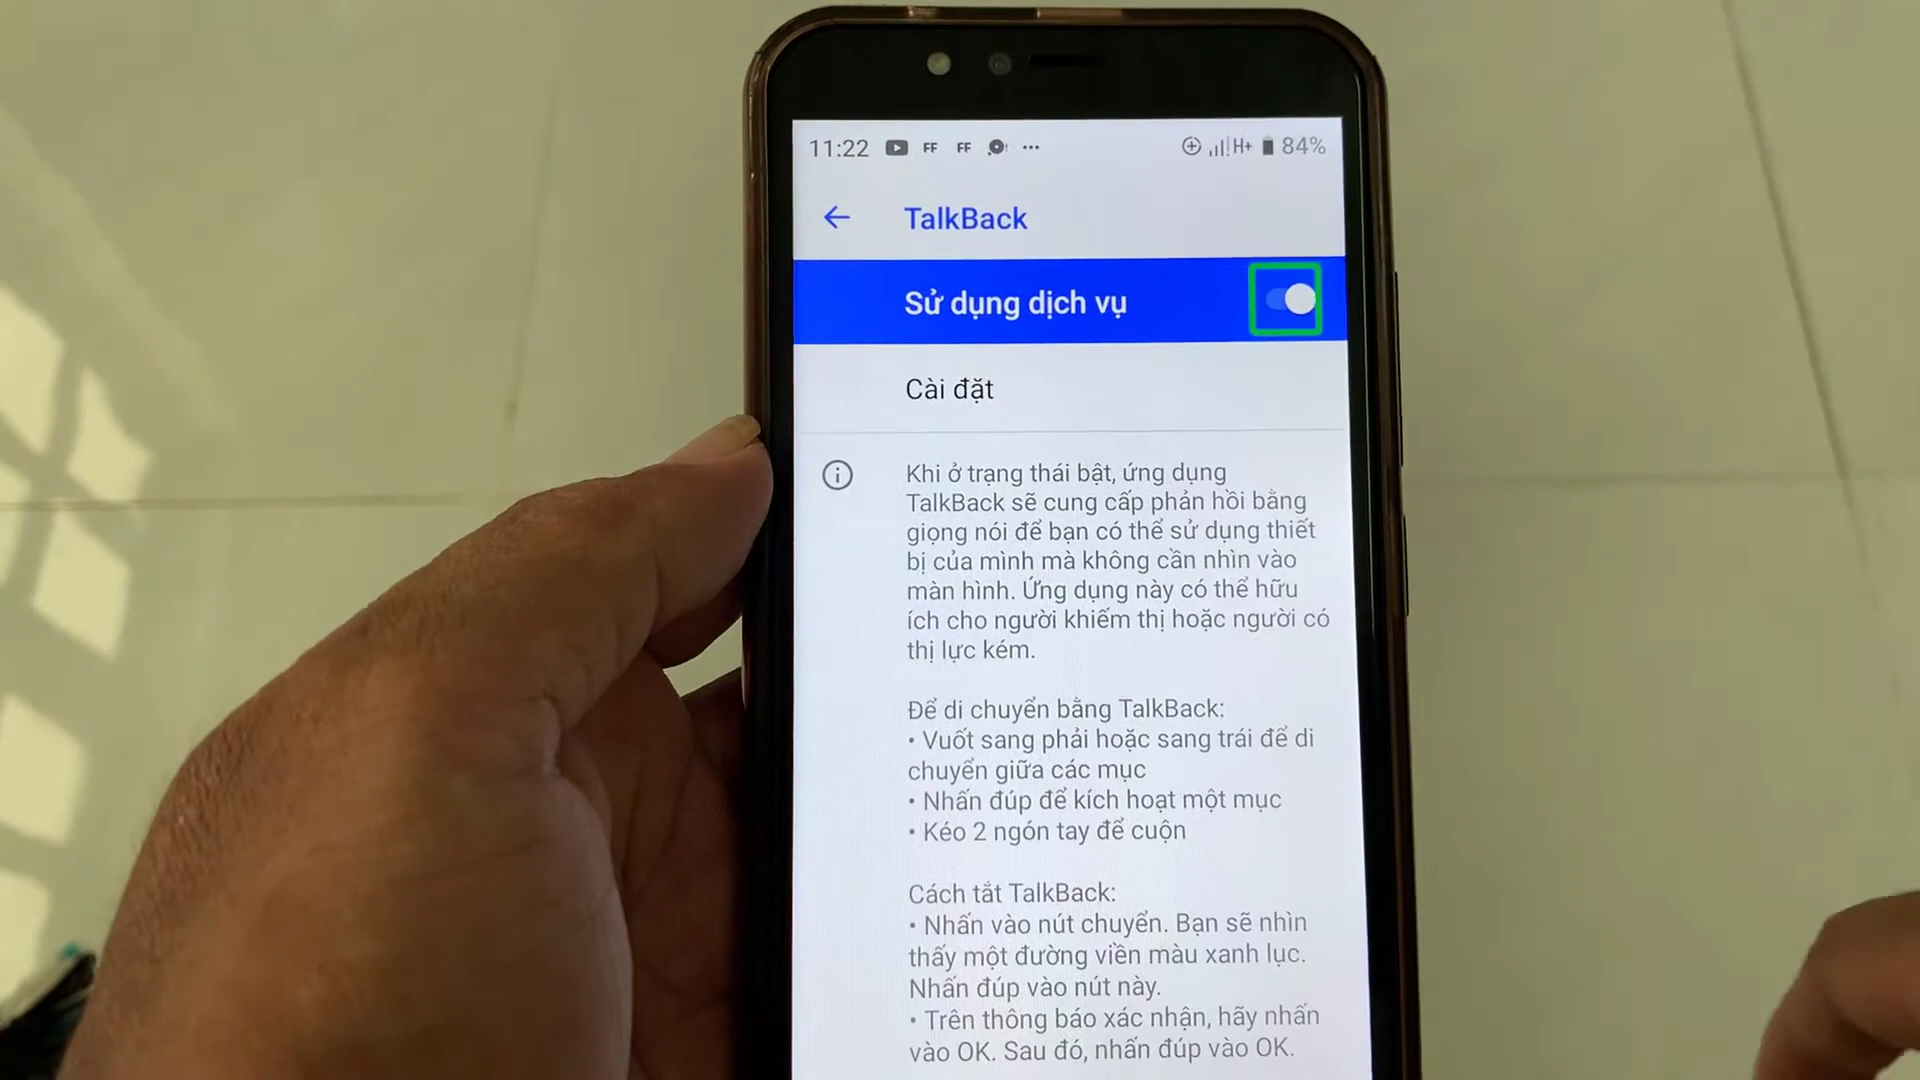 11:22 FF FF ... H+ 84%
TalkBack
Sử dụng dịch vụ
Cài đặt
Khi ở trạng thái bật, ứng dụng
TalkBack sẽ cung cấp phản hồi bằng
giọng nói để bạn có thể sử dụng thiết
bị của mình mà không cần nhìn vào
màn hình. Ứng dụng này có thể hữu
ích cho người khiếm thị hoặc người có
thị lực kém.
Để di chuyển bằng TalkBack:
• Vuốt sang phải hoặc sang trái để di
chuyển giữa các mục
• Nhấn đúp để kích hoạt một mục
• Kéo 2 ngón tay để cuộn
Cách tắt TalkBack:
• Nhấn vào nút chuyển. Bạn sẽ nhìn
thấy một đường viền màu xanh lục.
Nhấn đúp vào nút này.
• Trên thông báo xác nhận, hãy nhấn
vào OK. Sau đó, nhấn đúp vào OK.